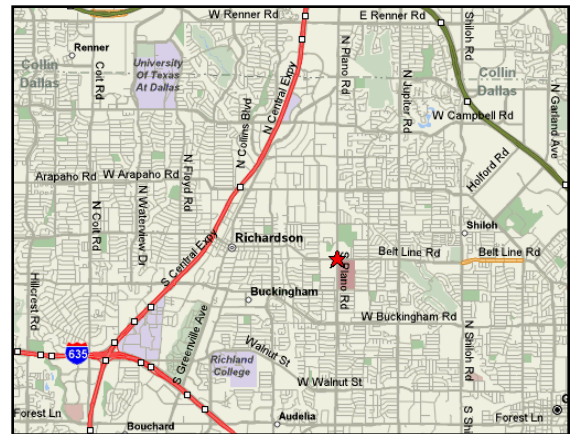 W Renner Rd
E Renner Rd
Shiloh Rd
Renner
Collin
Dallas
Coit Rd
University
Of Texas
At Dallas
N Plano Rd
Collin
Dallas
N Collins Blvd
N Central Expy
N Jupiter Rd
W Campbell Rd
N Garland Ave
Arapaho Rd
W Arapaho Rd
N Floyd Rd
Holford Rd
N Coit Rd
N Waterview Dr
Shiloh
Richardson
S Plano Rd
Belt Line Rd
Belt Line Rd
S Central Expy
Hillcrest Rd
Buckingham
W Buckingham Rd
S Greenville Ave
N Shiloh Rd
635
Richland
College
Walnut St
W Walnut St
Forest Ln
Bouchard
Audelia
Forest Ln